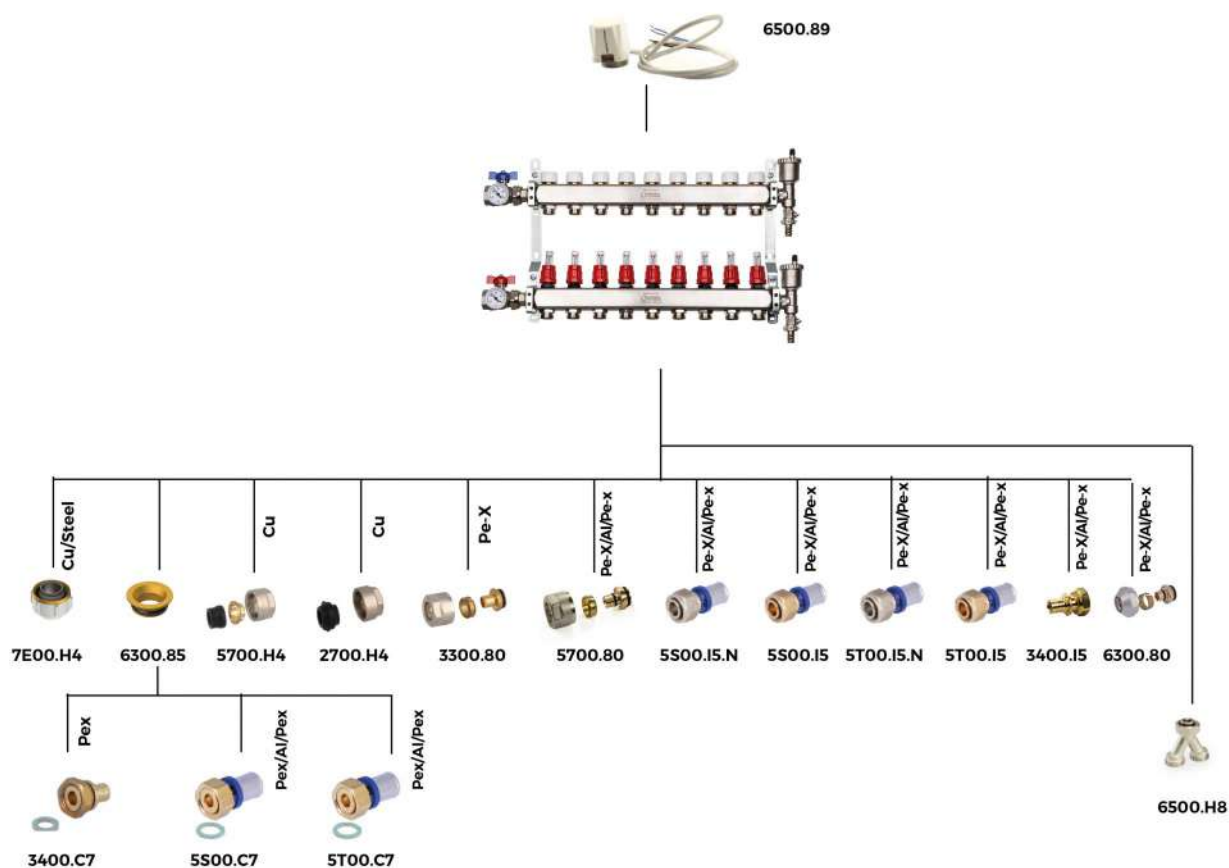 6500.89
Cu/Steel
Cu
Cu
Pe-X
Pe-X/Al/Pe-x
Pe-X/Al/Pe-x
Pe-X/Al/Pe-x
Pe-X/Al/Pe-x
Pe-X/Al/Pe-x
Pe-X/Al/Pe-x
Pe-X/Al/Pe-x
7E00.H4
6300.85
5700.H4
2700.H4
3300.80
5700.80
5S00.I5.N
5S00.I5
5T00.I5.N
5T00.I5
3400.I5
6300.80
Pex
Pex/Al/Pex
Pex/Al/Pex
6500.H8
3400.C7
5S00.C7
5T00.C7